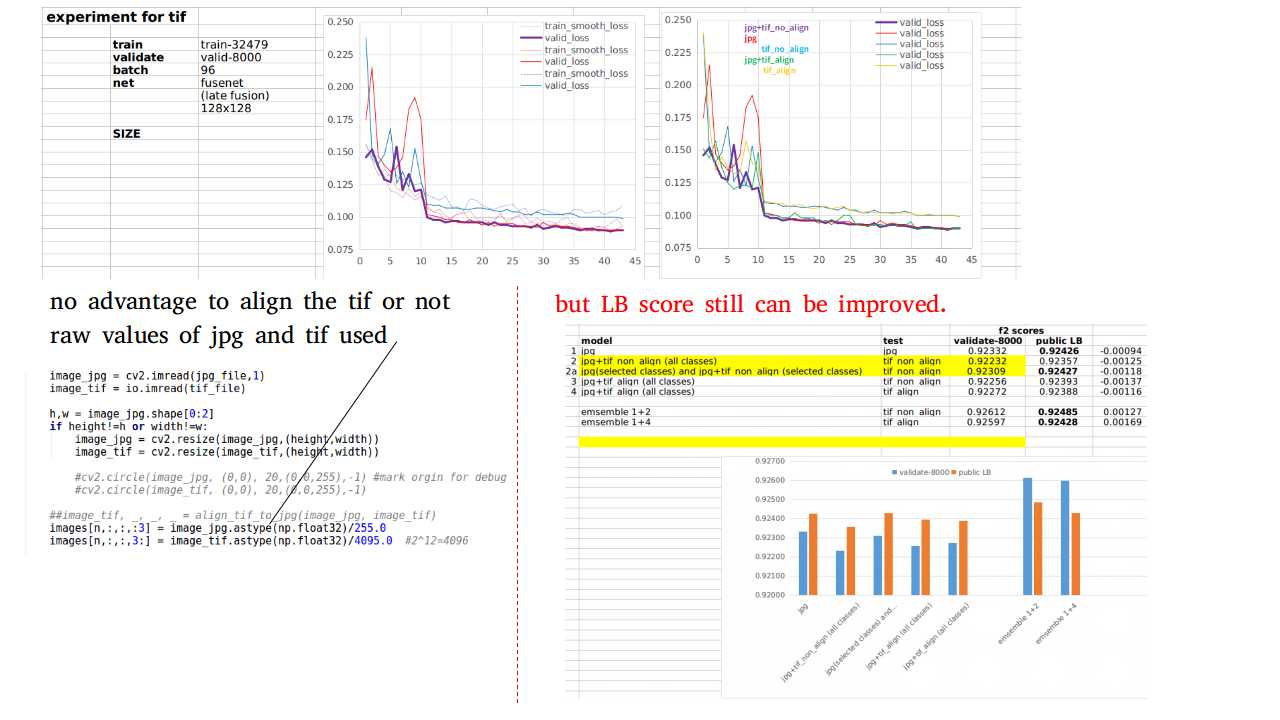 experiment for tif
train train-32479
validate valid-8000
batch 96
net fusenet
(late fusion)
128x128
SIZE
0.250
0.225
0.200
0.175
0.150
0.125
0.100
0.075
0 5 10 15 20 25 30 35 40 45
train_smooth_loss
valid_loss
train_smooth_loss
valid_loss
train_smooth_loss
valid_loss
0.250
0.225
0.200
0.175
0.150
0.125
0.100
0.075
0 5 10 15 20 25 30 35 40 45
jpg+tif_no_align
jpg
tif_no_align
jpg+tif_align
tif_align
valid_loss
valid_loss
valid_loss
valid_loss
valid_loss
no advantage to align the tif or not
raw values of jpg and tif used
image_jpg = cv2.imread(jpg_file,1)
image_tif = io.imread(tif_file)
h,w = image_jpg.shape[0:2]
if height!=h or width!=w:
image_jpg = cv2.resize(image_jpg,(height,width))
image_tif = cv2.resize(image_tif,(height,width))
#cv2.circle(image_jpg, (0,0), 20,(0,0,255),-1) #mark orgin for debug
#cv2.circle(image_tif, (0,0), 20,(0,0,255),-1)
##image_tif, _, _, _ = align_tif_to_jpg(image_jpg, image_tif)
images[n,:,:,:3] = image_jpg.astype(np.float32)/255.0
images[n,:,:,3:] = image_tif.astype(np.float32)/4095.0 #2^12=4096
but LB score still can be improved.
f2 scores
model test validate-8000 public LB
1 jpg jpg 0.92332 0.92426 -0.00094
2 jpg+tif_non_align (all classes) tif_non_align 0.92232 0.92357 -0.00125
2a jpg(selected classes) and jpg+tif_non_align (selected classes) tif_non_align 0.92309 0.92427 -0.00118
3 jpg+tif_align (all classes) tif_non_align 0.92256 0.92393 -0.00137
4 jpg+tif_align (all classes) tif_align 0.92272 0.92388 -0.00116
emsemble 1+2 tif_non_align 0.92612 0.92485 0.00127
emsemble 1+4 tif_align 0.92597 0.92428 0.00169
validate-8000 public LB
0.92700
0.92600
0.92500
0.92400
0.92300
0.92200
0.92100
0.92000
jpg
jpg+tif_non_align (all classes)
jpg(selected classes) and...
jpg+tif_align (all classes)
jpg+tif_align (all classes)
emsemble 1+2
emsemble 1+4